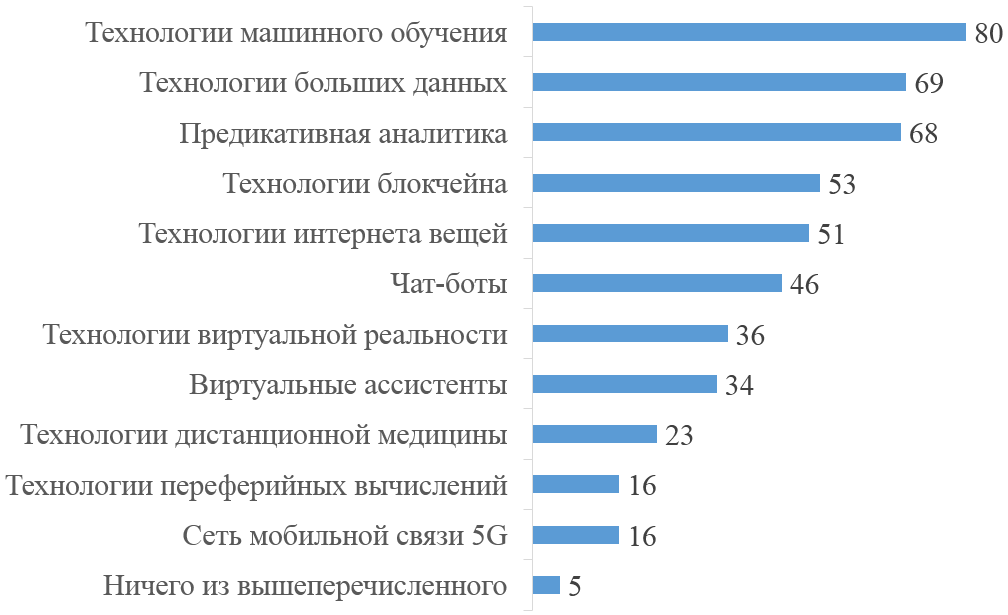 Технологии машинного обучения 80
Технологии больших данных 69
Предикативная аналитика 68
Технологии блокчейна 53
Технологии интернета вещей 51
Чат-боты 46
Технологии виртуальной реальности 36
Виртуальные ассистенты 34
Технологии дистанционной медицины 23
Технологии переферийных вычислений 16
Сеть мобильной связи 5G 16
Ничего из вышеперечисленного 5